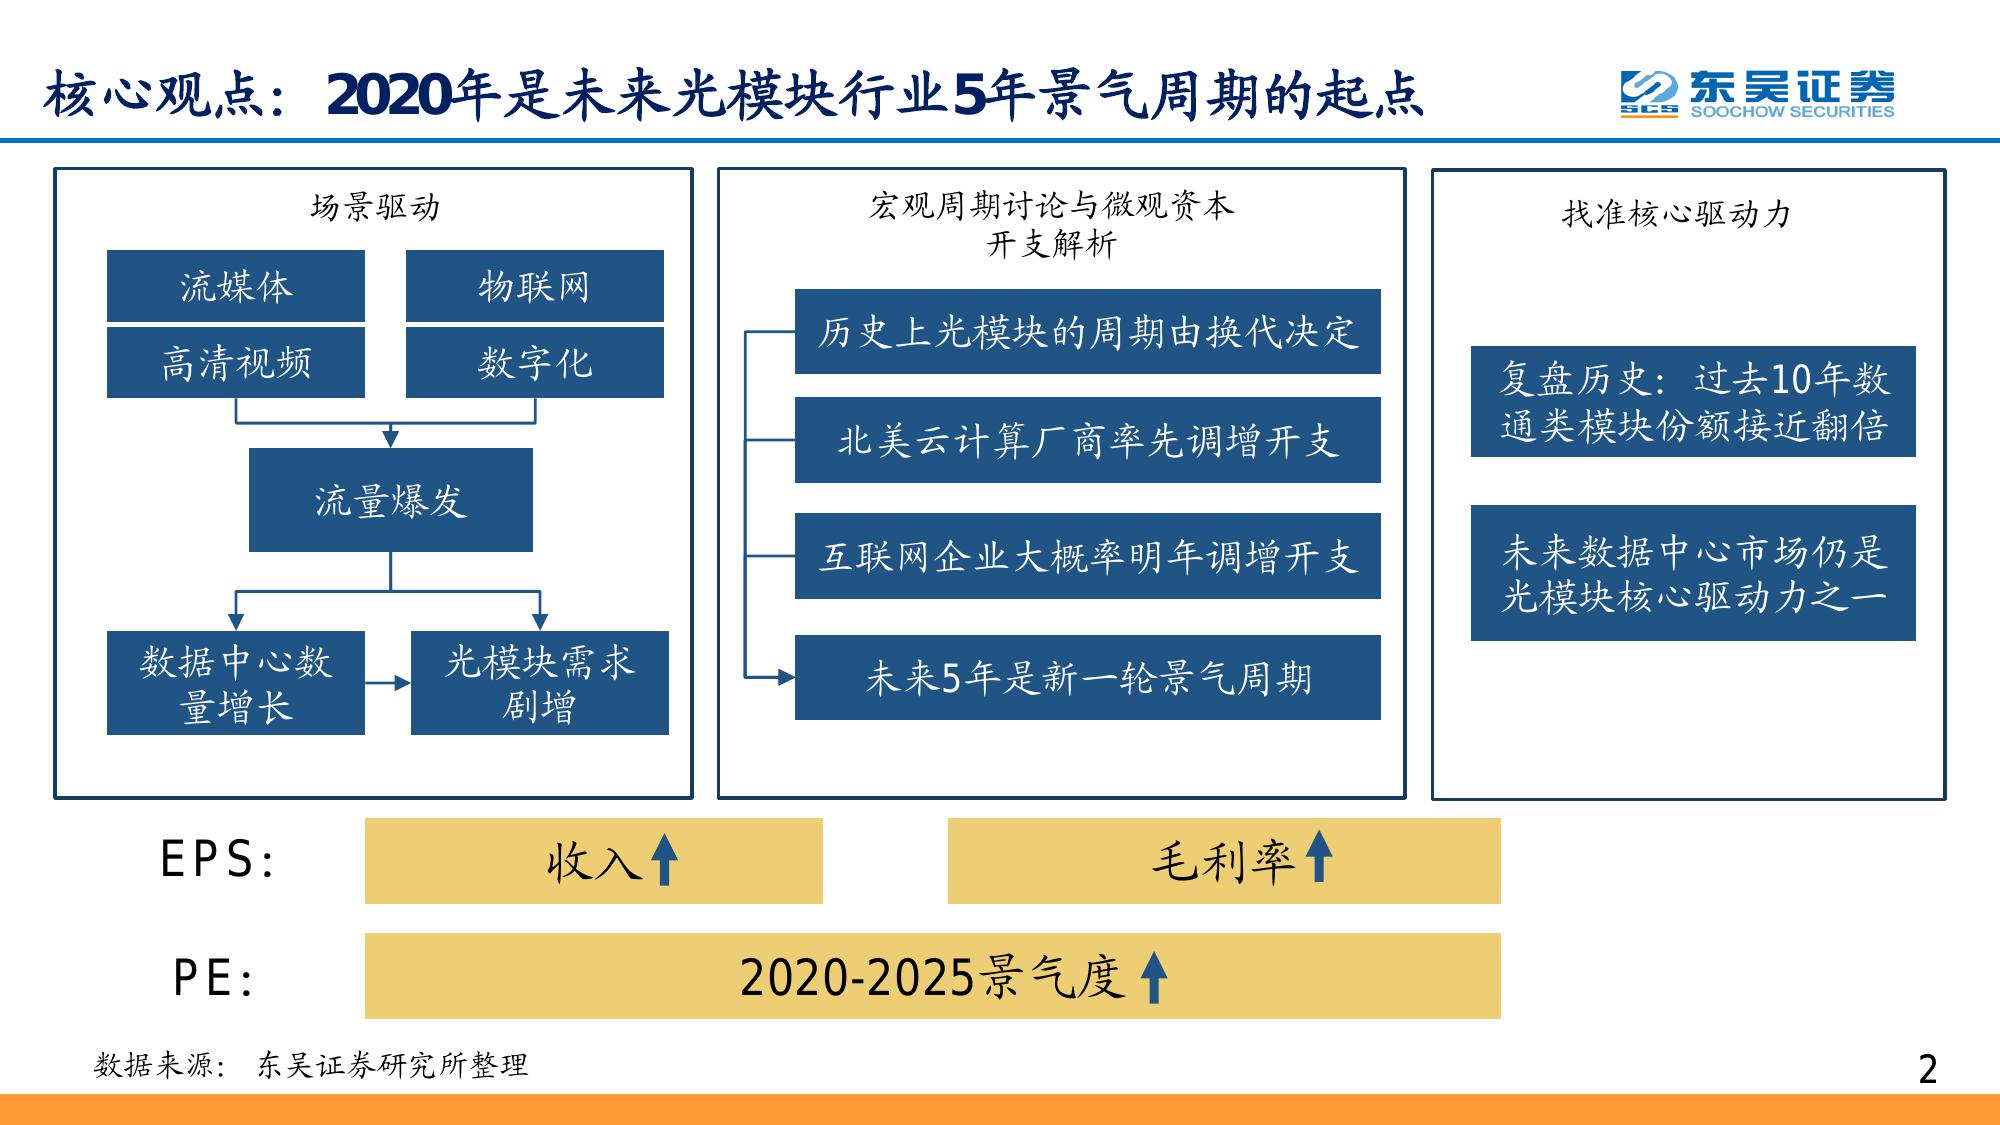 核心观点：2020年是未来光模块行业5年景气周期的起点
东吴证券
SCS
SOOCHOW SECURITIES
场景驱动
流媒体
物联网
高清视频
数字化
流量爆发
数据中心数
量增长
光模块需求
剧增
宏观周期讨论与微观资本
开支解析
历史上光模块的周期由换代决定
北美云计算厂商率先调增开支
互联网企业大概率明年调增开支
未来5年是新一轮景气周期
找准核心驱动力
复盘历史：过去10年数
通类模块份额接近翻倍
未来数据中心市场仍是
光模块核心驱动力之一
EPS:
收入
毛利率
PE:
2020-2025景气度
数据来源：东吴证券研究所整理
2